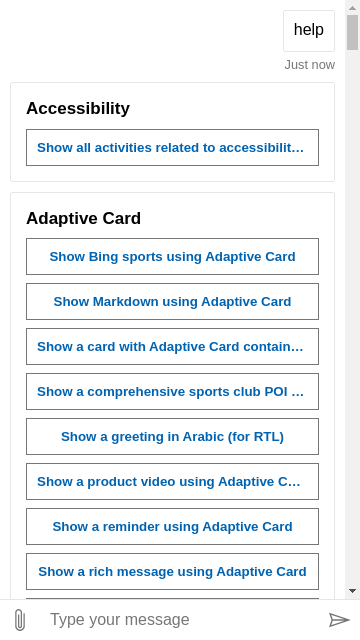 help
Just now
Accessibility
Show all activities related to accessibilit…
Adaptive Card
Show Bing sports using Adaptive Card
Show Markdown using Adaptive Card
Show a card with Adaptive Card contain…
Show a comprehensive sports club POI …
Show a greeting in Arabic (for RTL)
Show a product video using Adaptive C…
Show a reminder using Adaptive Card
Show a rich message using Adaptive Card
Type your message